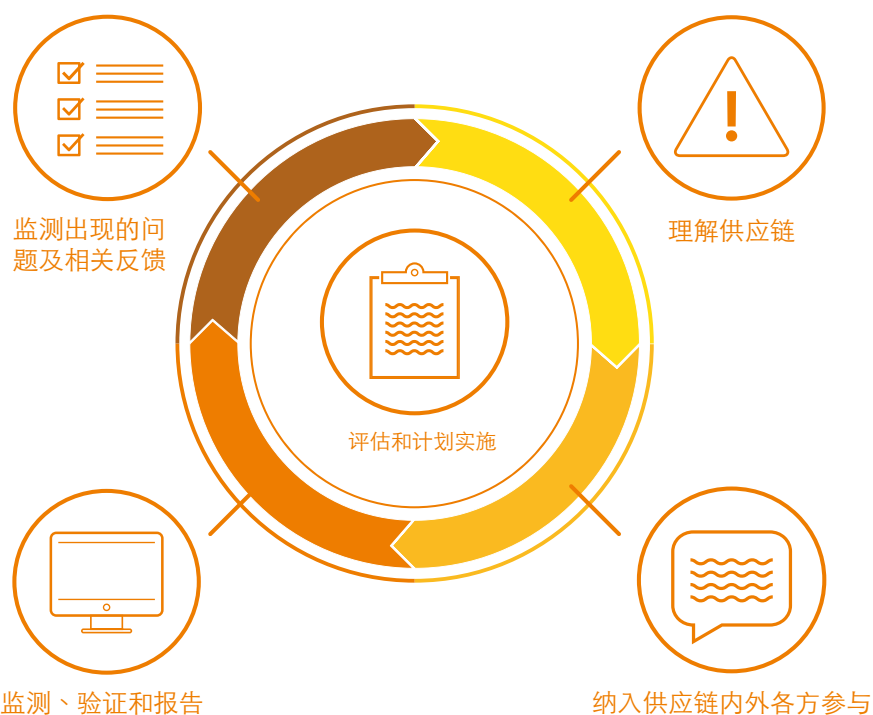 监测出现的问
题及相关反馈
理解供应链
评估和计划实施
监测、验证和报告
纳入供应链内外各方参与